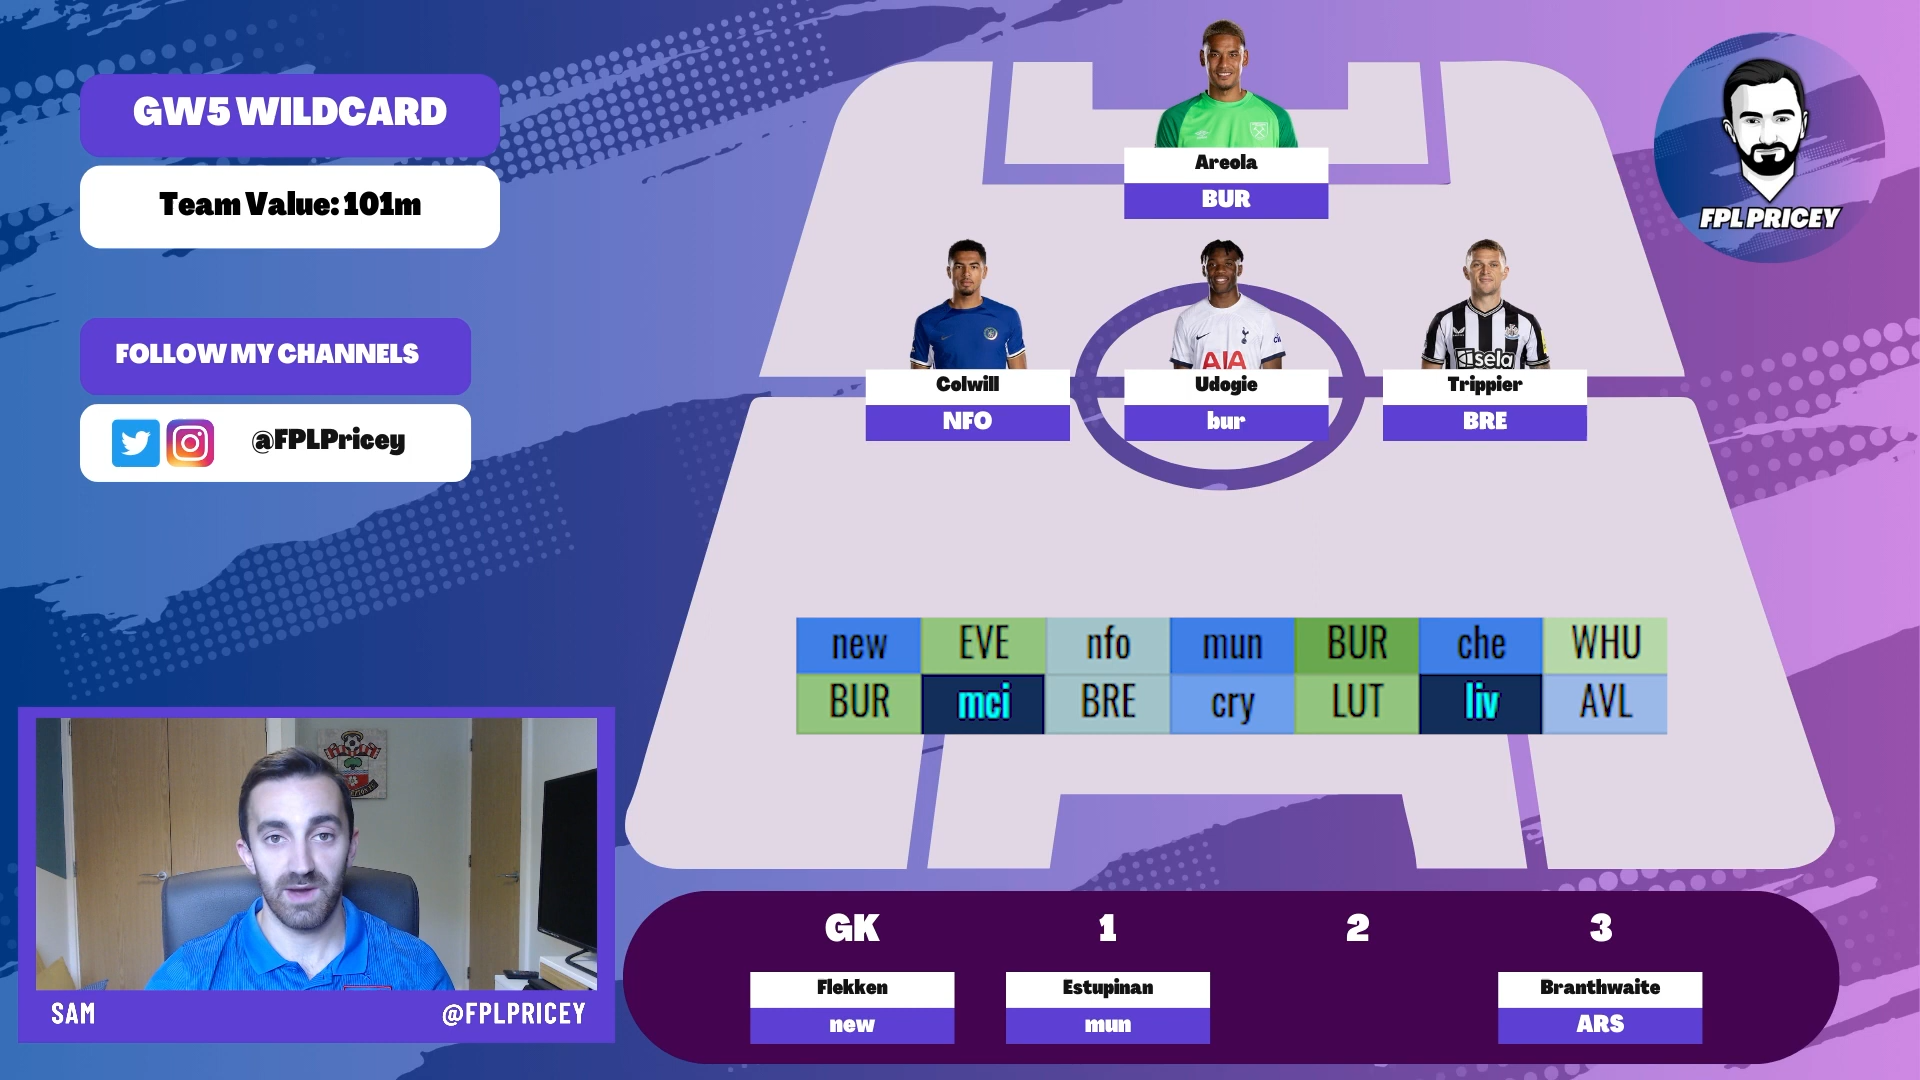 GW5 WILDCARD
Team Value: 101m
FOLLOW MY CHANNELS
@FPLPricey
FPL PRICEY
Areola
BUR
Colwill
NFO
AIA
Udogie
bur
sela
Trippier
BRE
new EVE nfo mun BUR che WHU
BUR mci BRE cry LUT liv AVL
GK 1 2 3
Flekken
new
Estupinan
mun
Branthwaite
ARS
SAM
@FPLPRICEY